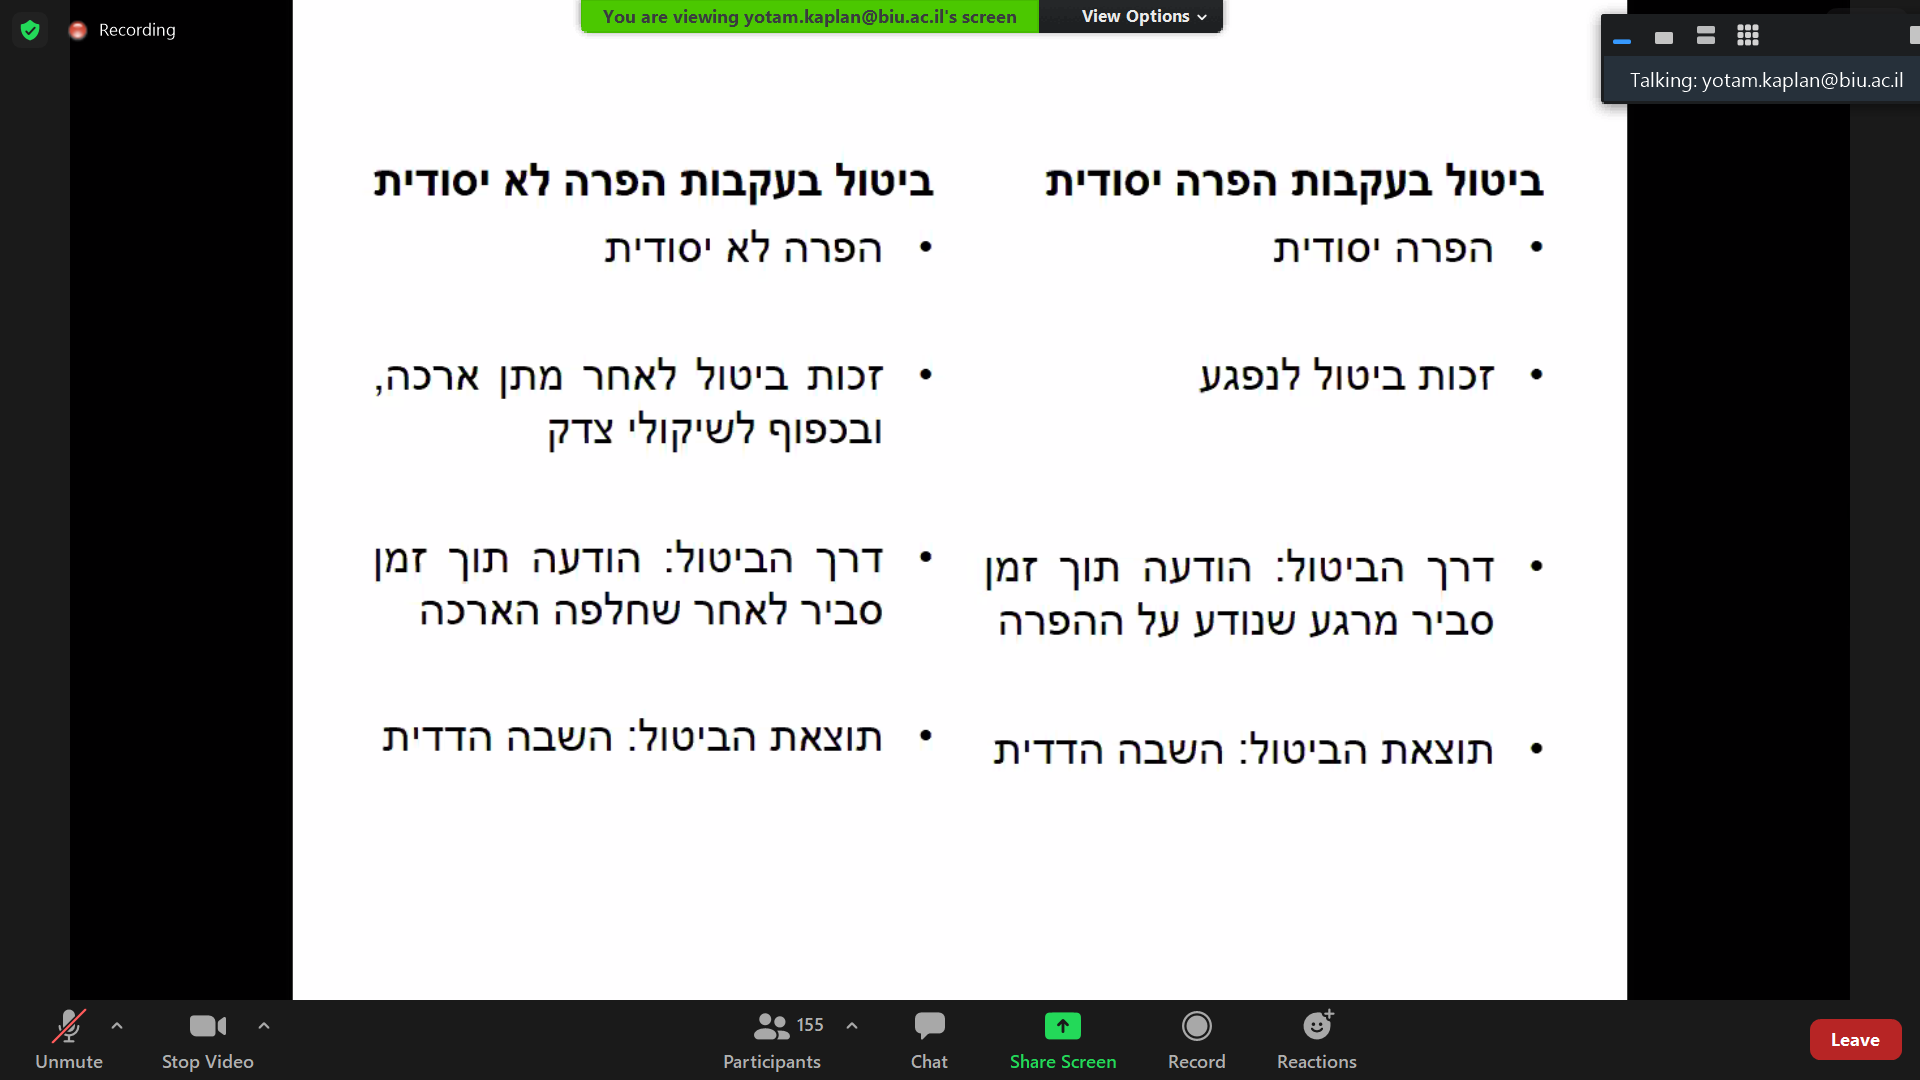 Recording
You are viewing yotam.kaplan@biu.ac.il's screen
View Options
Talking: yotam.kaplan@biu.ac.il
ביטול בעקבות הפרה יסודית
• הפרה יסודית
• זכות ביטול לנפגע
• דרך הביטול: הודעה תוך זמן
סביר מרגע שנודע על ההפרה
• תוצאת הביטול: השבה הדדית
ביטול בעקבות הפרה לא יסודית
• הפרה לא יסודית
• זכות ביטול לאחר מתן ארכה,
ובכפוף לשיקולי צדק
• דרך הביטול: הודעה תוך זמן
סביר לאחר שחלפה הארכה
• תוצאת הביטול: השבה הדדית
Unmute
Stop Video
155
Participants
Chat
Share Screen
Record
Reactions
Leave